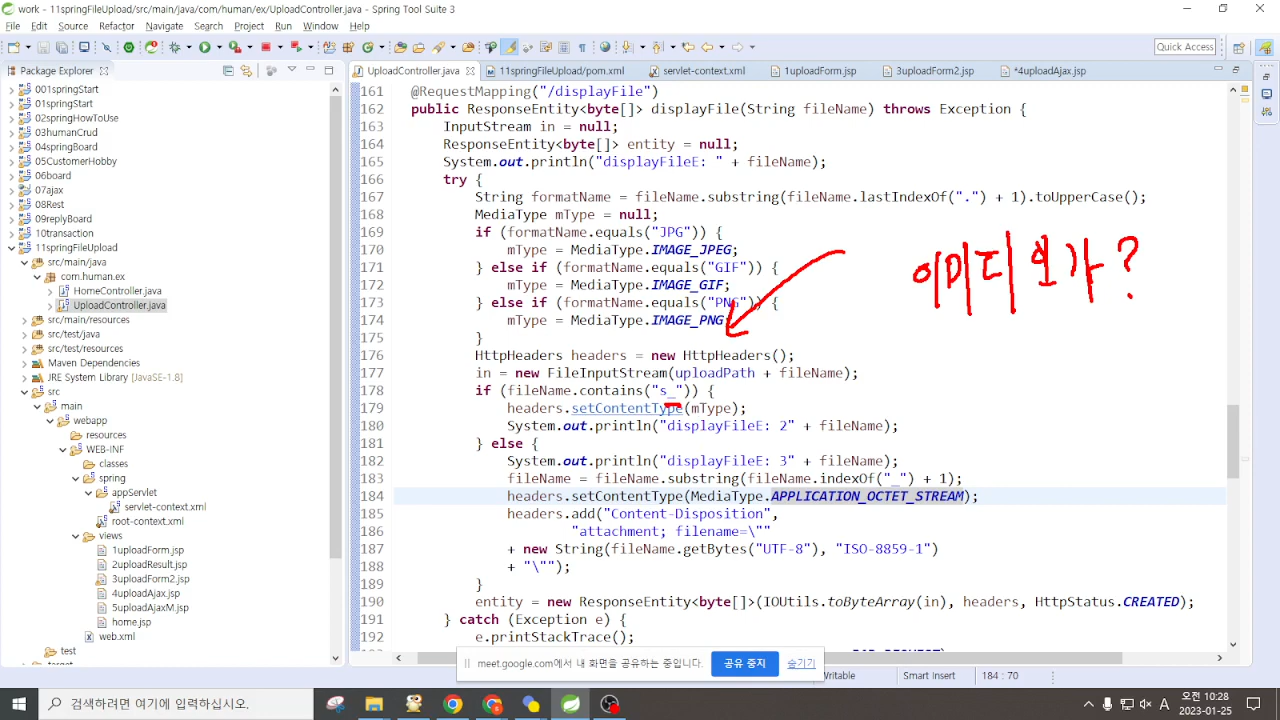 work - 11springFileUpload/src/main/java/com/human/ex/UploadController.java - Spring Tool Suite 3
File Edit Source Refactor Navigate Search Project Run Window Help
Quick Access
Package Explorer
001springStart
01springStart
02springHowToUse
03humanCrud
04springBoard
05CustomerHobby
06board
07ajax
08Rest
09replyBoard
10transaction
11springFileUpload
src/main/java
com.human.ex
HomeController.java
UploadController.java
src/main/resources
src/test/java
src/test/resources
Maven Dependencies
JRE System Library [JavaSE-1.8]
src
main
webapp
resources
WEB-INF
classes
spring
appServlet
servlet-context.xml
root-context.xml
views
1uploadForm.jsp
2uploadResult.jsp
3uploadForm2.jsp
4uploadAjax.jsp
5uploadAjaxM.jsp
home.jsp
web.xml
test
target
UploadController.java 11springFileUpload/pom.xml servlet-context.xml 1uploadForm.jsp 3uploadForm2.jsp *4uploadAjax.jsp
161 @RequestMapping("/displayFile")
162 public ResponseEntity<byte[]> displayFile(String fileName) throws Exception {
163 InputStream in = null;
164 ResponseEntity<byte[]> entity = null;
165 System.out.println("displayFileE: " + fileName);
166 try {
167 String formatName = fileName.substring(fileName.lastIndexOf(".") + 1).toUpperCase();
168 MediaType mType = null;
169 if (formatName.equals("JPG")) {
170 mType = MediaType.IMAGE_JPEG;
171 } else if (formatName.equals("GIF")) {
172 mType = MediaType.IMAGE_GIF;
173 } else if (formatName.equals("PNG")) {
174 mType = MediaType.IMAGE_PNG;
175 }
176 HttpHeaders headers = new HttpHeaders();
177 in = new FileInputStream(uploadPath + fileName);
178 if (fileName.contains("s_")) {
179 headers.setContentType(mType);
180 System.out.println("displayFileE: 2" + fileName);
181 } else {
182 System.out.println("displayFileE: 3" + fileName);
183 fileName = fileName.substring(fileName.indexOf("_") + 1);
184 headers.setContentType(MediaType.APPLICATION_OCTET_STREAM);
185 headers.add("Content-Disposition",
186 "attachment; filename=\""
187 + new String(fileName.getBytes("UTF-8"), "ISO-8859-1")
188 + "\"");
189 }
190 entity = new ResponseEntity<byte[]>(IOUtils.toByteArray(in), headers, HttpStatus.CREATED);
191 } catch (Exception e) {
192 e.printStackTrace();
이미디인가?
meet.google.com에서 내 화면을 공유하는 중입니다. 공유 중지 숨기기
Writable Smart Insert 184 : 70
검색하려면 여기에 입력하십시오.
A
오전 10:28
2023-01-25